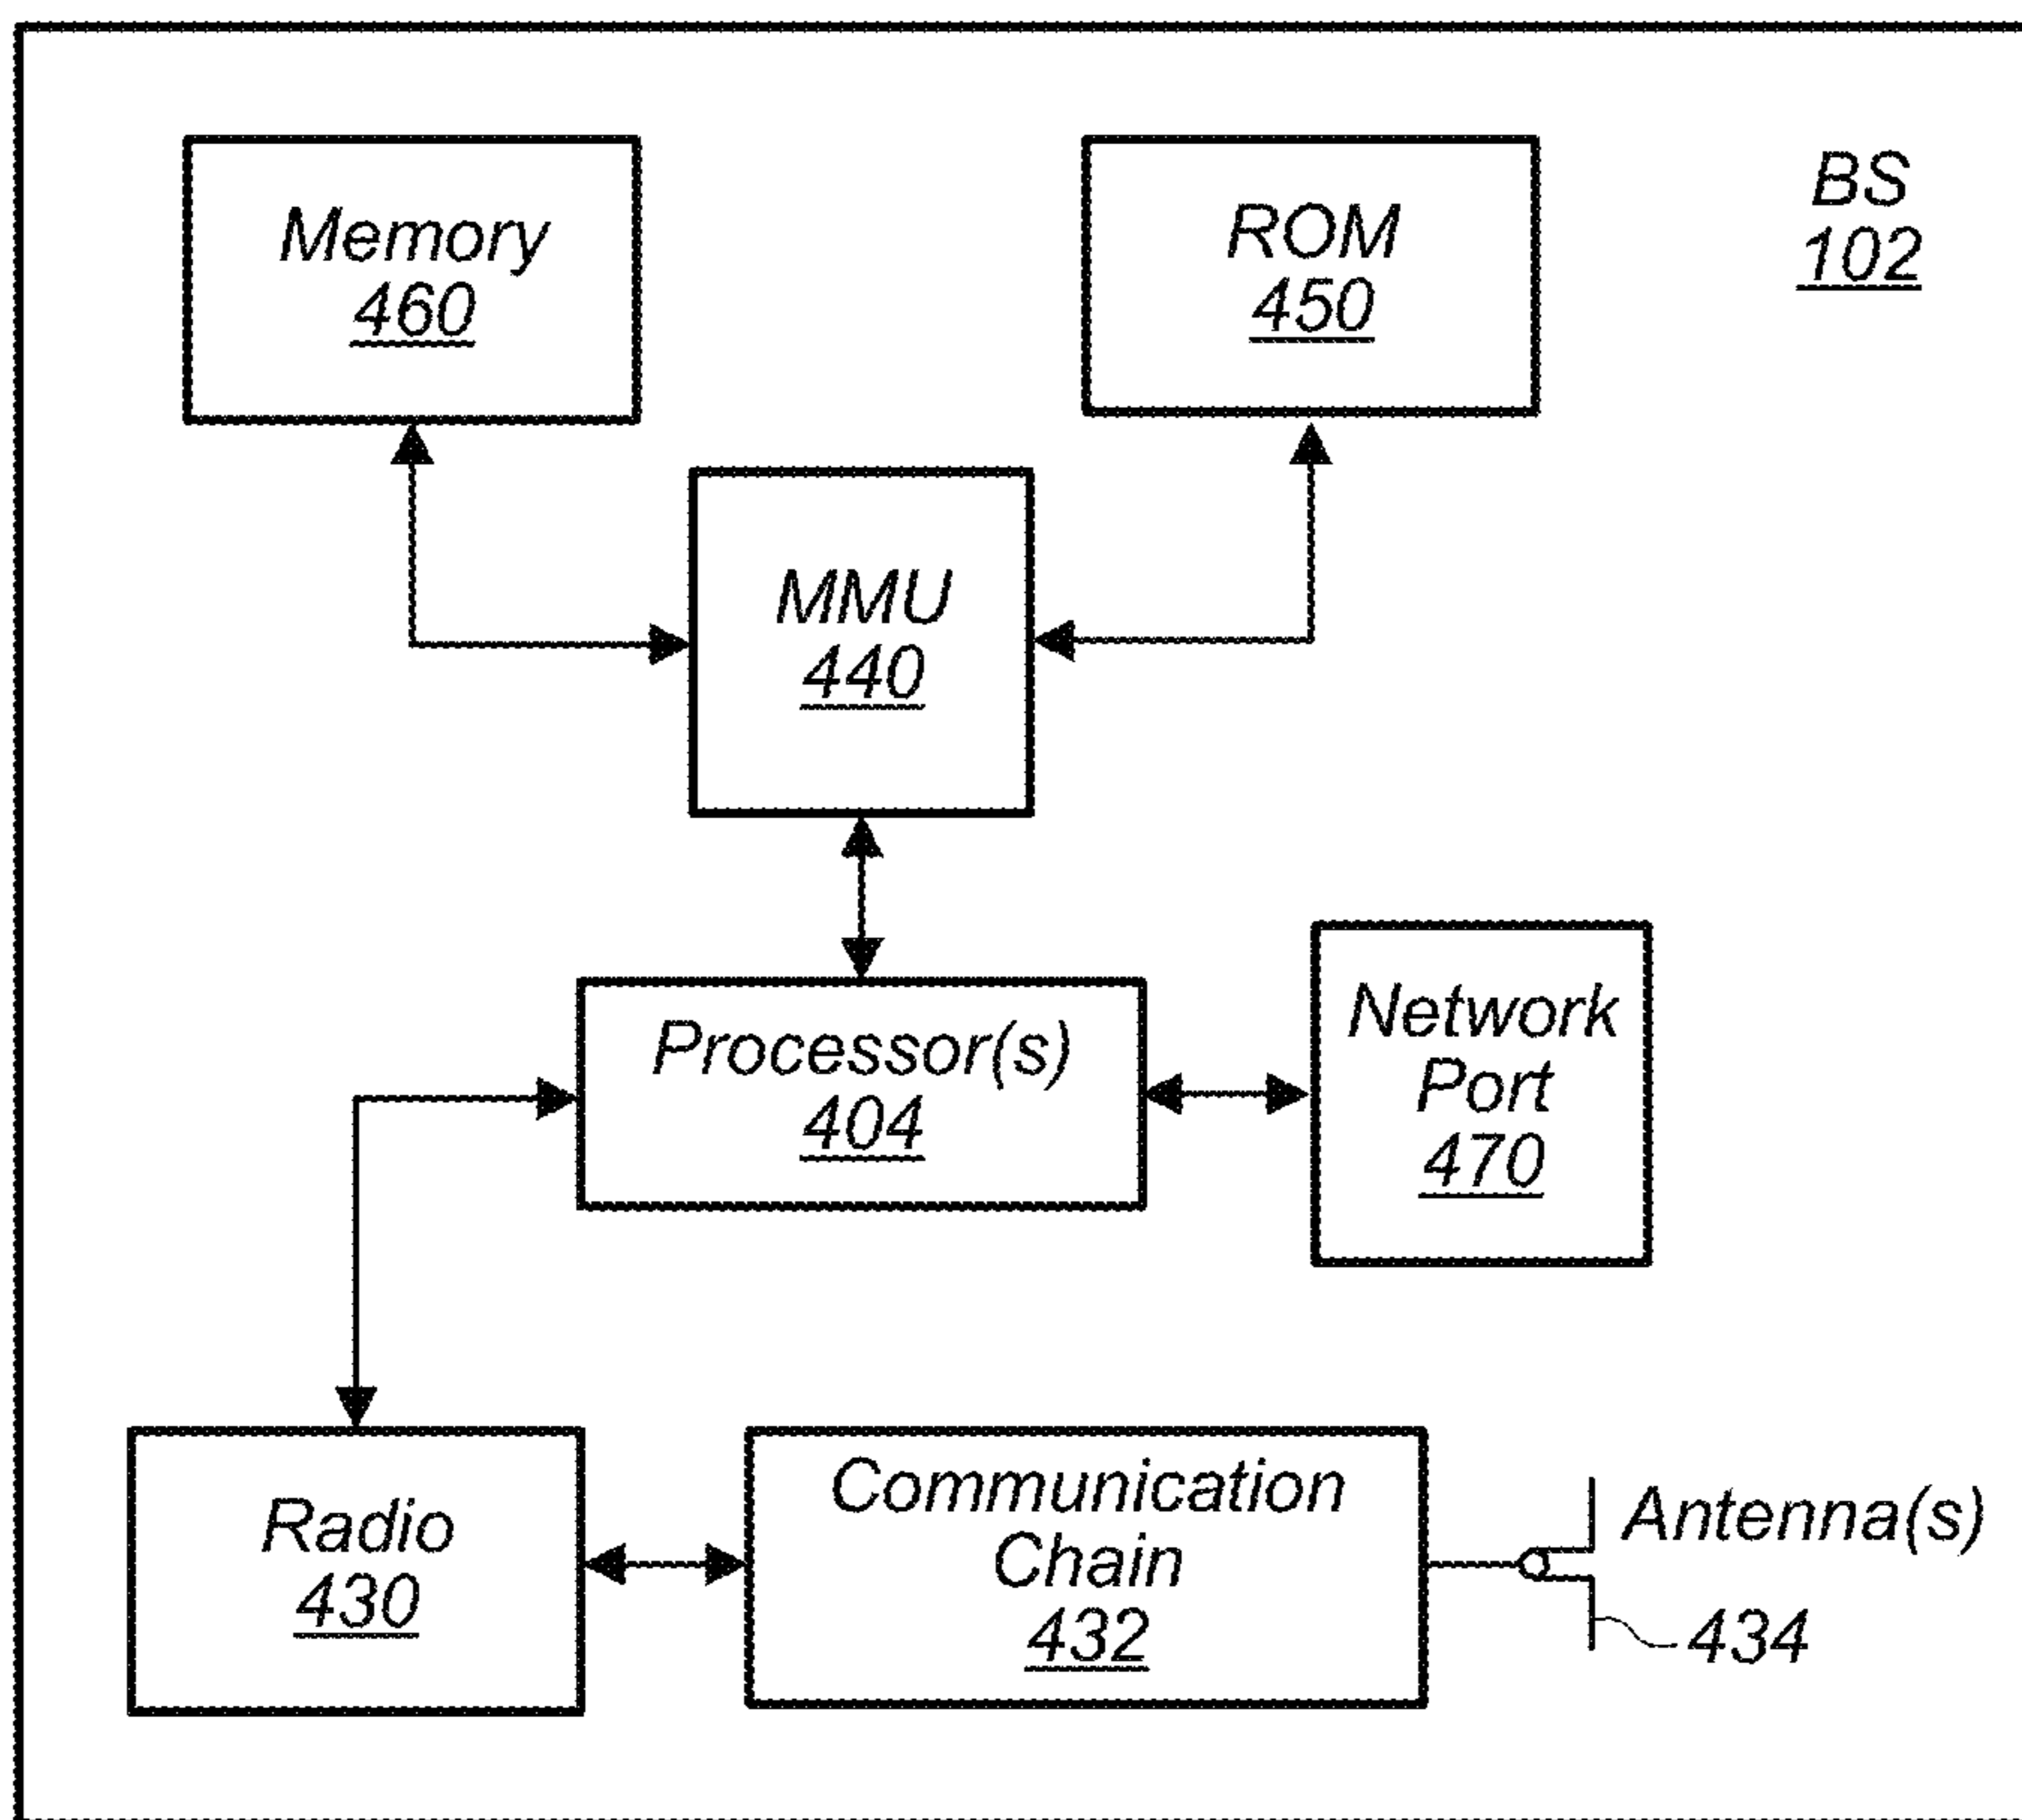 Memory
460
ROM
450
BS
102
MMU
440
Processor(s)
404
Network
Port
470
Radio
430
Communication
Chain
432
Antenna(s)
434